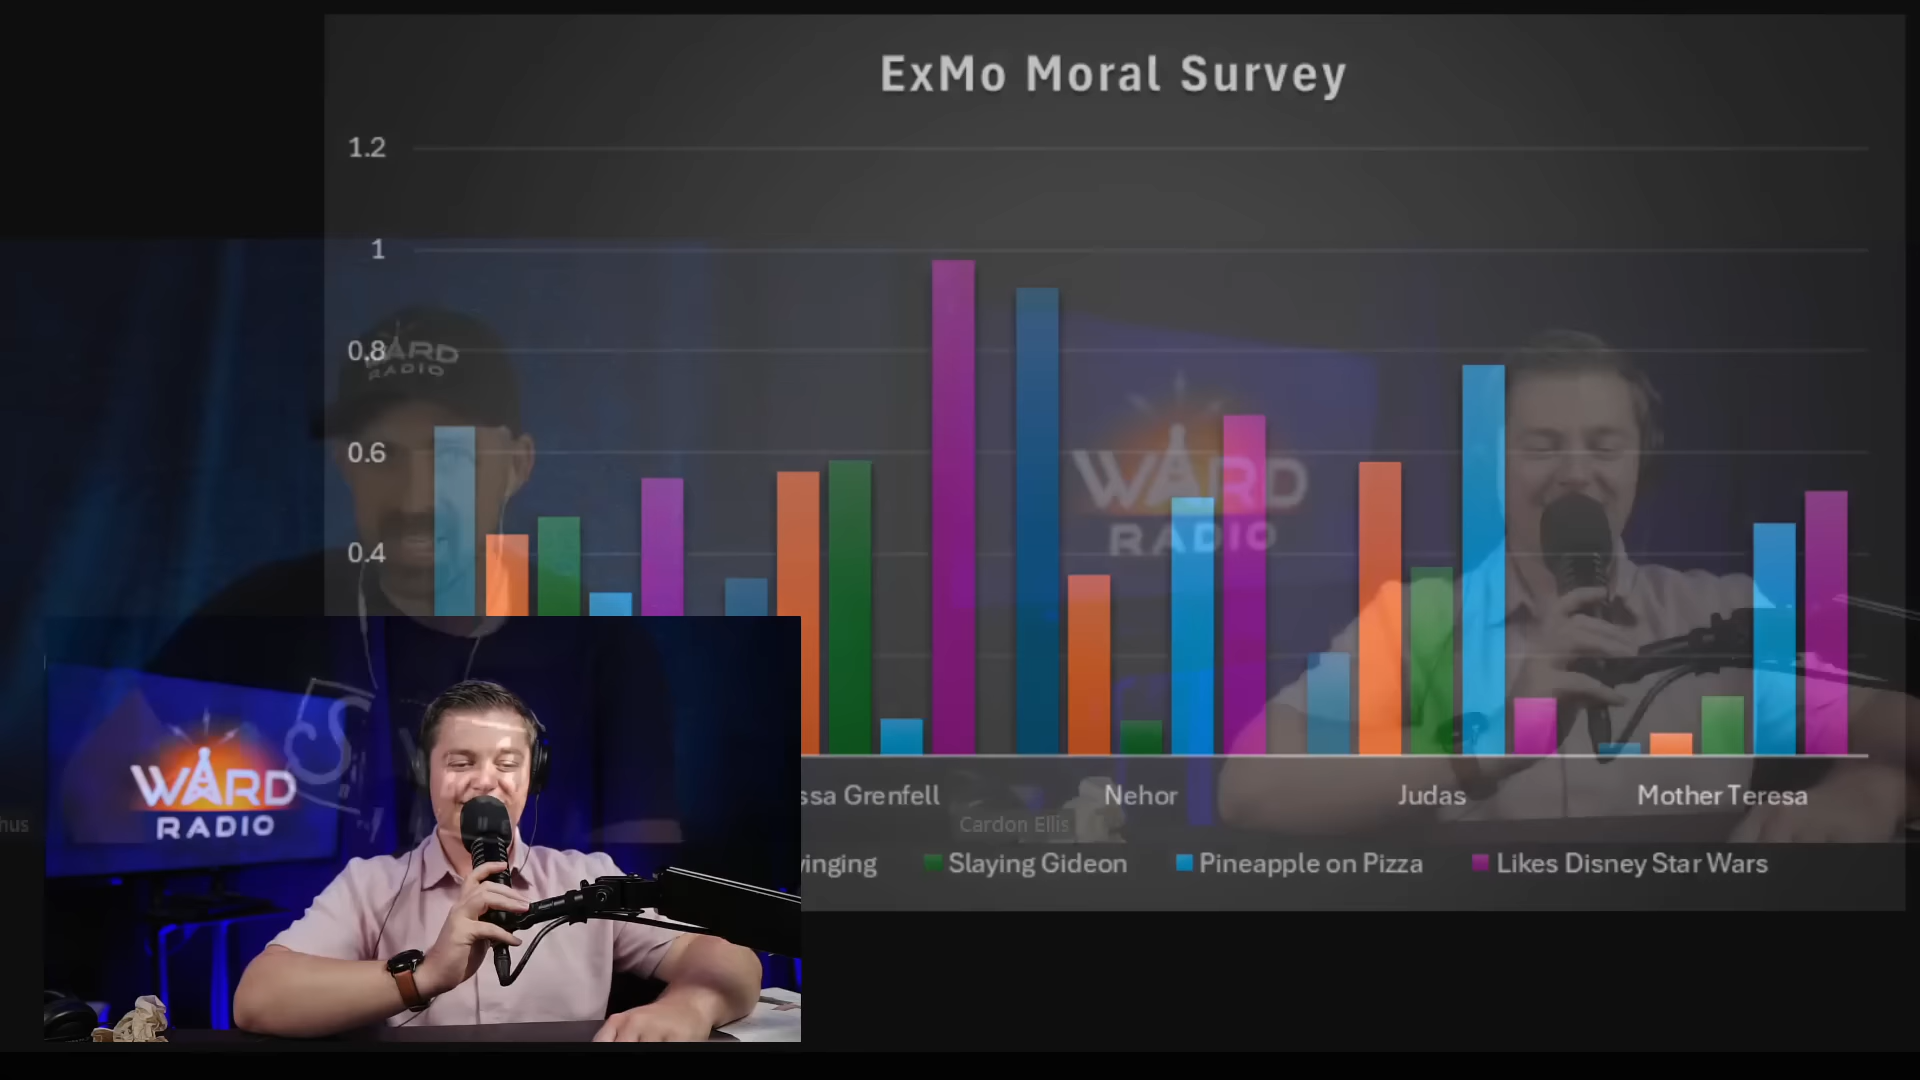 ExMo Moral Survey
1.2
1
0.8
0.6
0.4
WARD
RADIO
WARD
RADIO
WARD
RADIO
ssa Grenfell
Nehor
Judas
Mother Teresa
hus
Cardon Ellis
inging
Slaying Gideon
Pineapple on Pizza
Likes Disney Star Wars